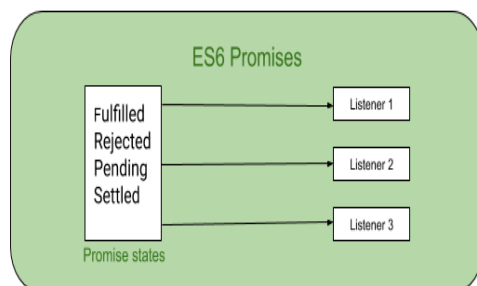 ES6 Promises
Fulfilled
Rejected
Pending
Settled
Promise states
Listener 1
Listener 2
Listener 3